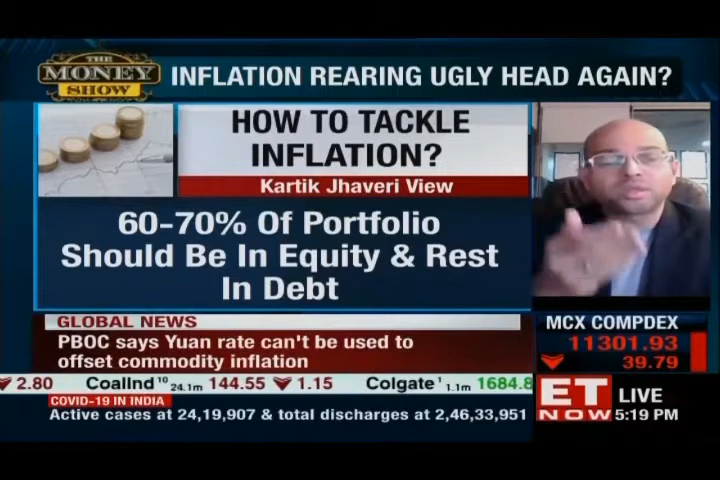 THE
MONEY
SHOW
INFLATION REARING UGLY HEAD AGAIN?
HOW TO TACKLE
INFLATION?
Kartik Jhaveri View
60-70% Of Portfolio
Should Be In Equity & Rest
In Debt
GLOBAL NEWS
PBOC says Yuan rate can't be used to
offset commodity inflation
MCX COMPDEX
11301.93
39.79
2.80 CoalInd 10 24.1m 144.55 1.15 Colgate 1 1.1m 1684.8
COVID-19 IN INDIA
Active cases at 24,19,907 & total discharges at 2,46,33,951
ET
NOW
LIVE
5:19 PM